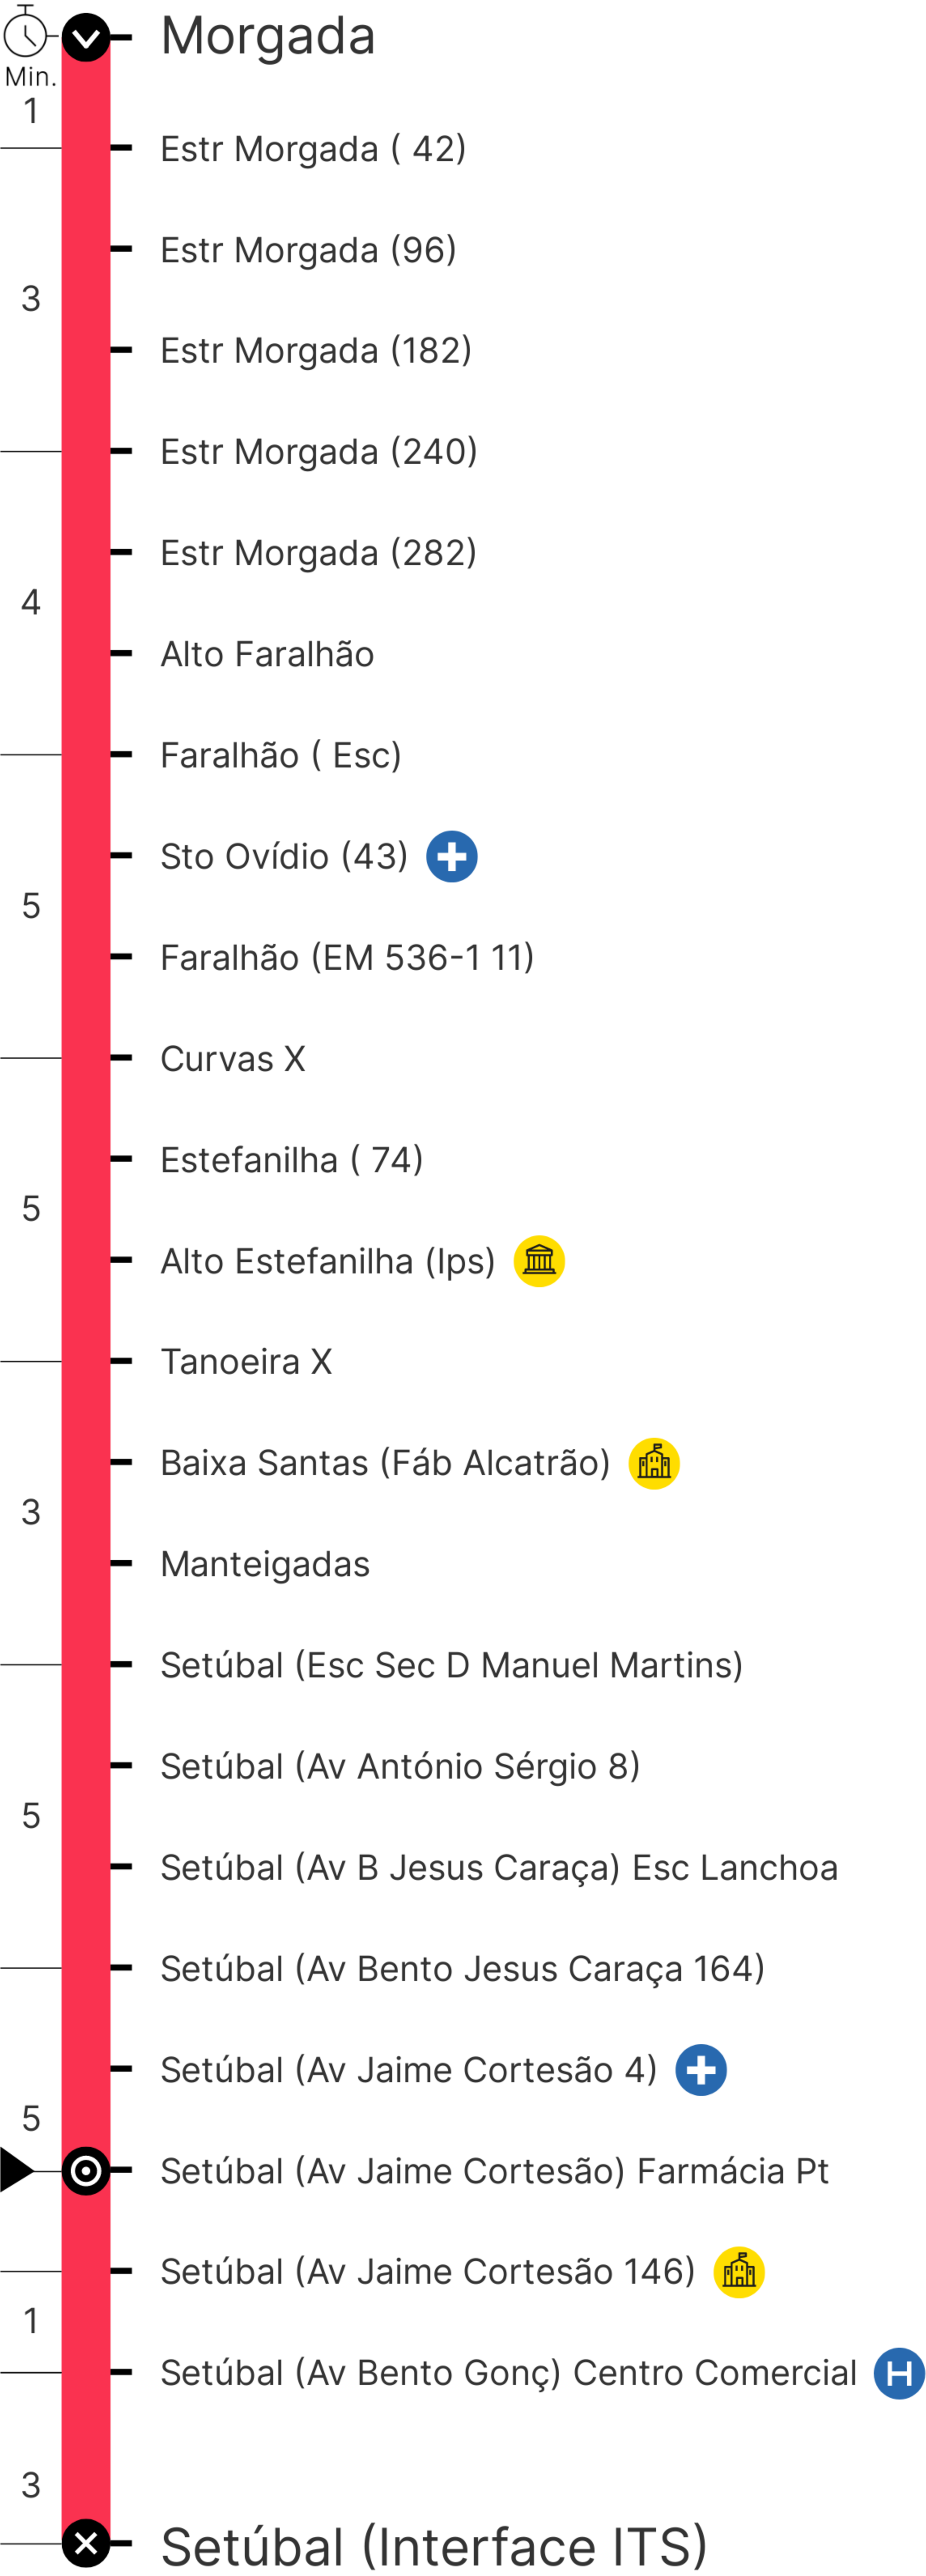 Morgada
Min.
1
Estr Morgada ( 42)
Estr Morgada (96)
3
Estr Morgada (182)
Estr Morgada (240)
Estr Morgada (282)
4
Alto Faralhão
Faralhão ( Esc)
Sto Ovídio (43)
5
Faralhão (EM 536-1 11)
Curvas X
Estefanilha ( 74)
5
Alto Estefanilha (Ips)
Tanoeira X
Baixa Santas (Fáb Alcatrão)
3
Manteigadas
Setúbal (Esc Sec D Manuel Martins)
Setúbal (Av António Sérgio 8)
5
Setúbal (Av B Jesus Caraça) Esc Lanchoa
Setúbal (Av Bento Jesus Caraça 164)
Setúbal (Av Jaime Cortesão 4)
5
Setúbal (Av Jaime Cortesão) Farmácia Pt
Setúbal (Av Jaime Cortesão 146)
1
Setúbal (Av Bento Gonç) Centro Comercial H
3
Setúbal (Interface ITS)